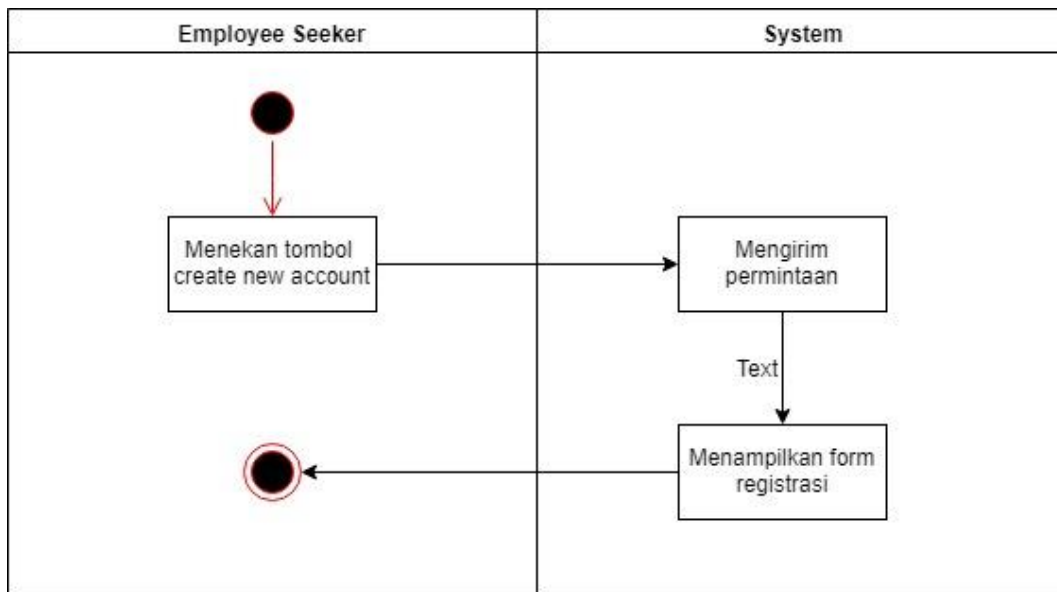 Employee Seeker
System
Menekan tombol
create new account
Mengirim
permintaan
Text
Menampilkan form
registrasi